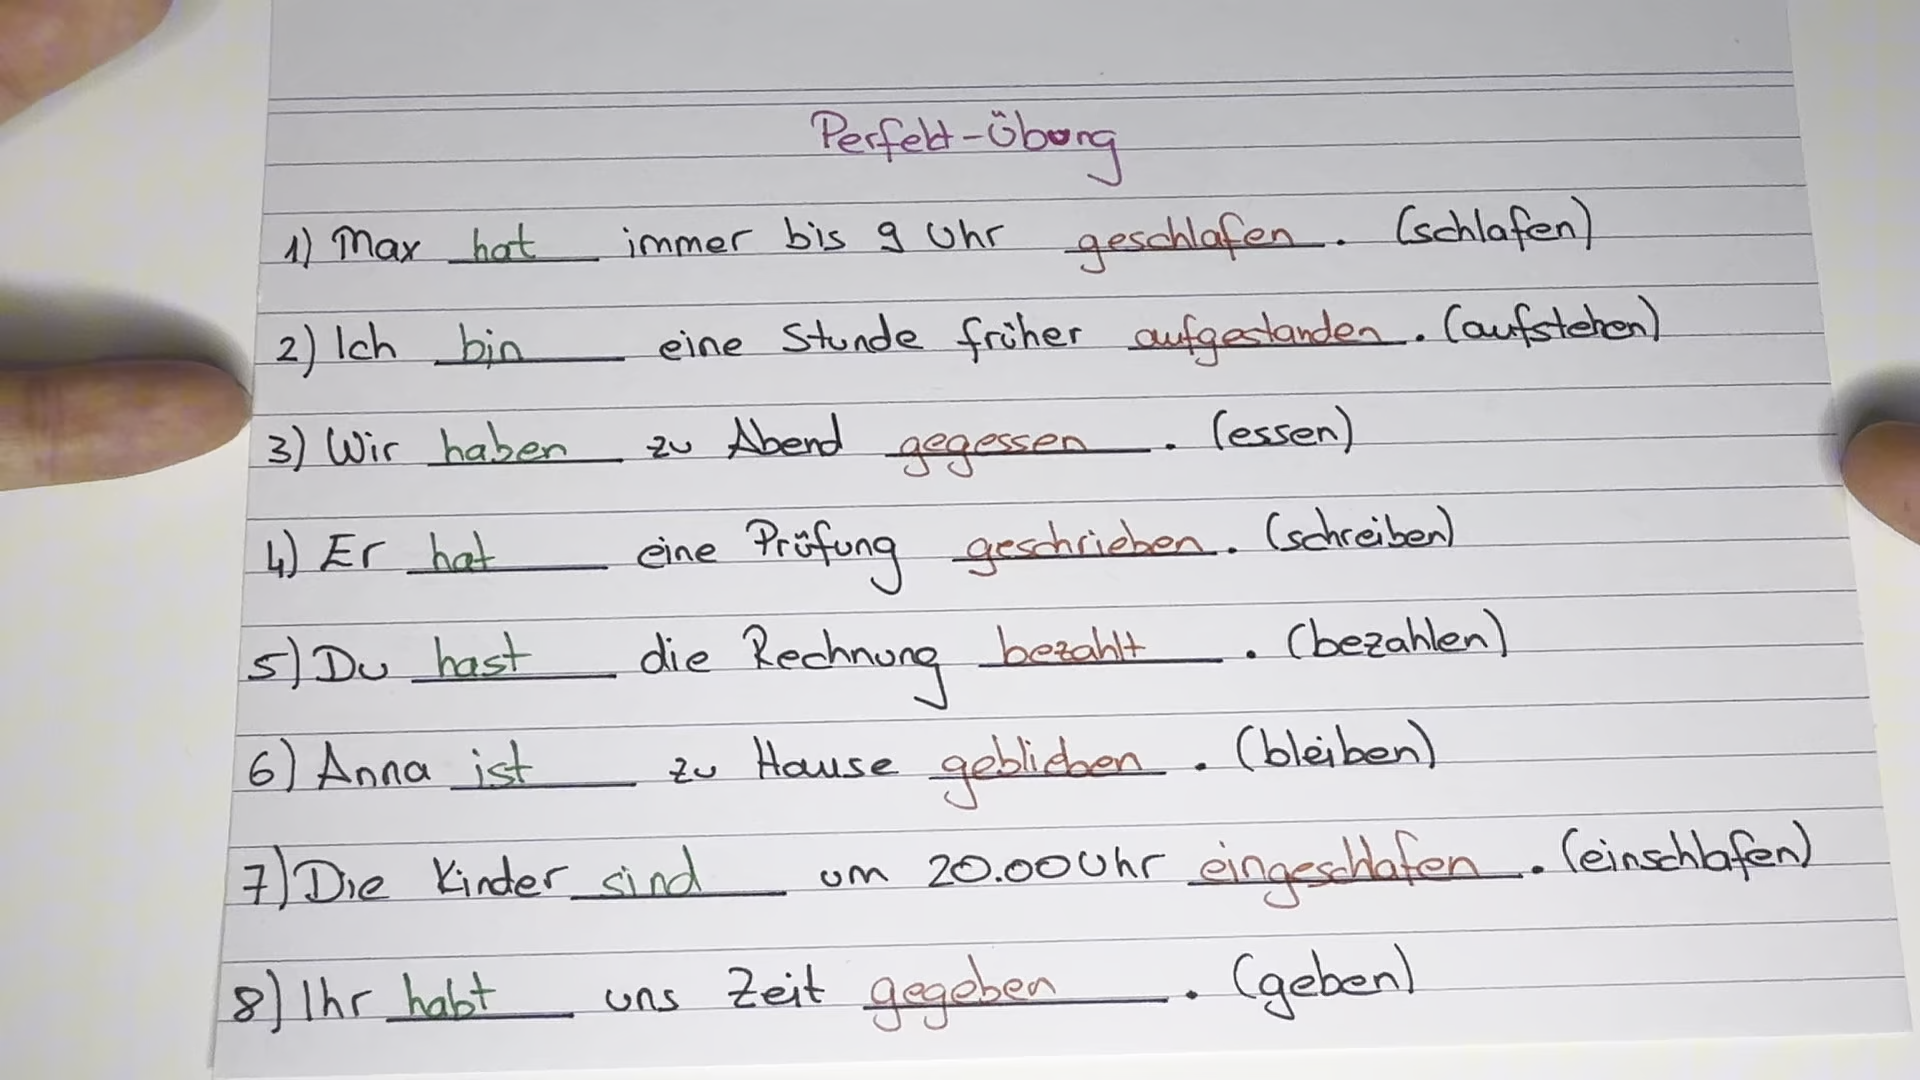 Perfekt-Übung
1) Max hat immer bis 9 Uhr geschlafen. (schlafen)
2) Ich bin eine Stunde früher aufgestanden. (aufstehen)
3) Wir haben zu Abend gegessen. (essen)
4) Er hat eine Prüfung geschrieben. (schreiben)
5) Du hast die Rechnung bezahlt. (bezahlen)
6) Anna ist zu Hause geblieben. (bleiben)
7) Die Kinder sind um 20.00 Uhr eingeschlafen. (einschlafen)
8) Ihr habt uns Zeit gegeben. (geben)